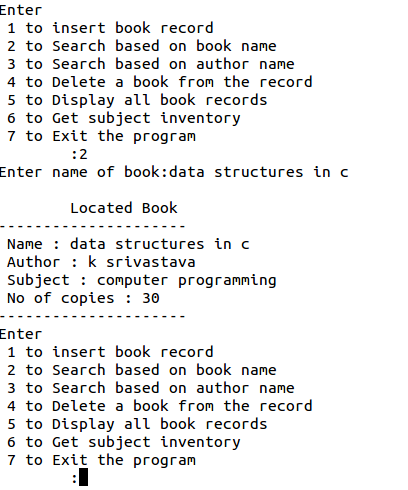 Enter
1 to insert book record
2 to Search based on book name
3 to Search based on author name
4 to Delete a book from the record
5 to Display all book records
6 to Get subject inventory
7 to Exit the program
:2
Enter name of book:data structures in c
Located Book
---------------------
Name : data structures in c
Author : k srivastava
Subject : computer programming
No of copies : 30
---------------------
Enter
1 to insert book record
2 to Search based on book name
3 to Search based on author name
4 to Delete a book from the record
5 to Display all book records
6 to Get subject inventory
7 to Exit the program
: